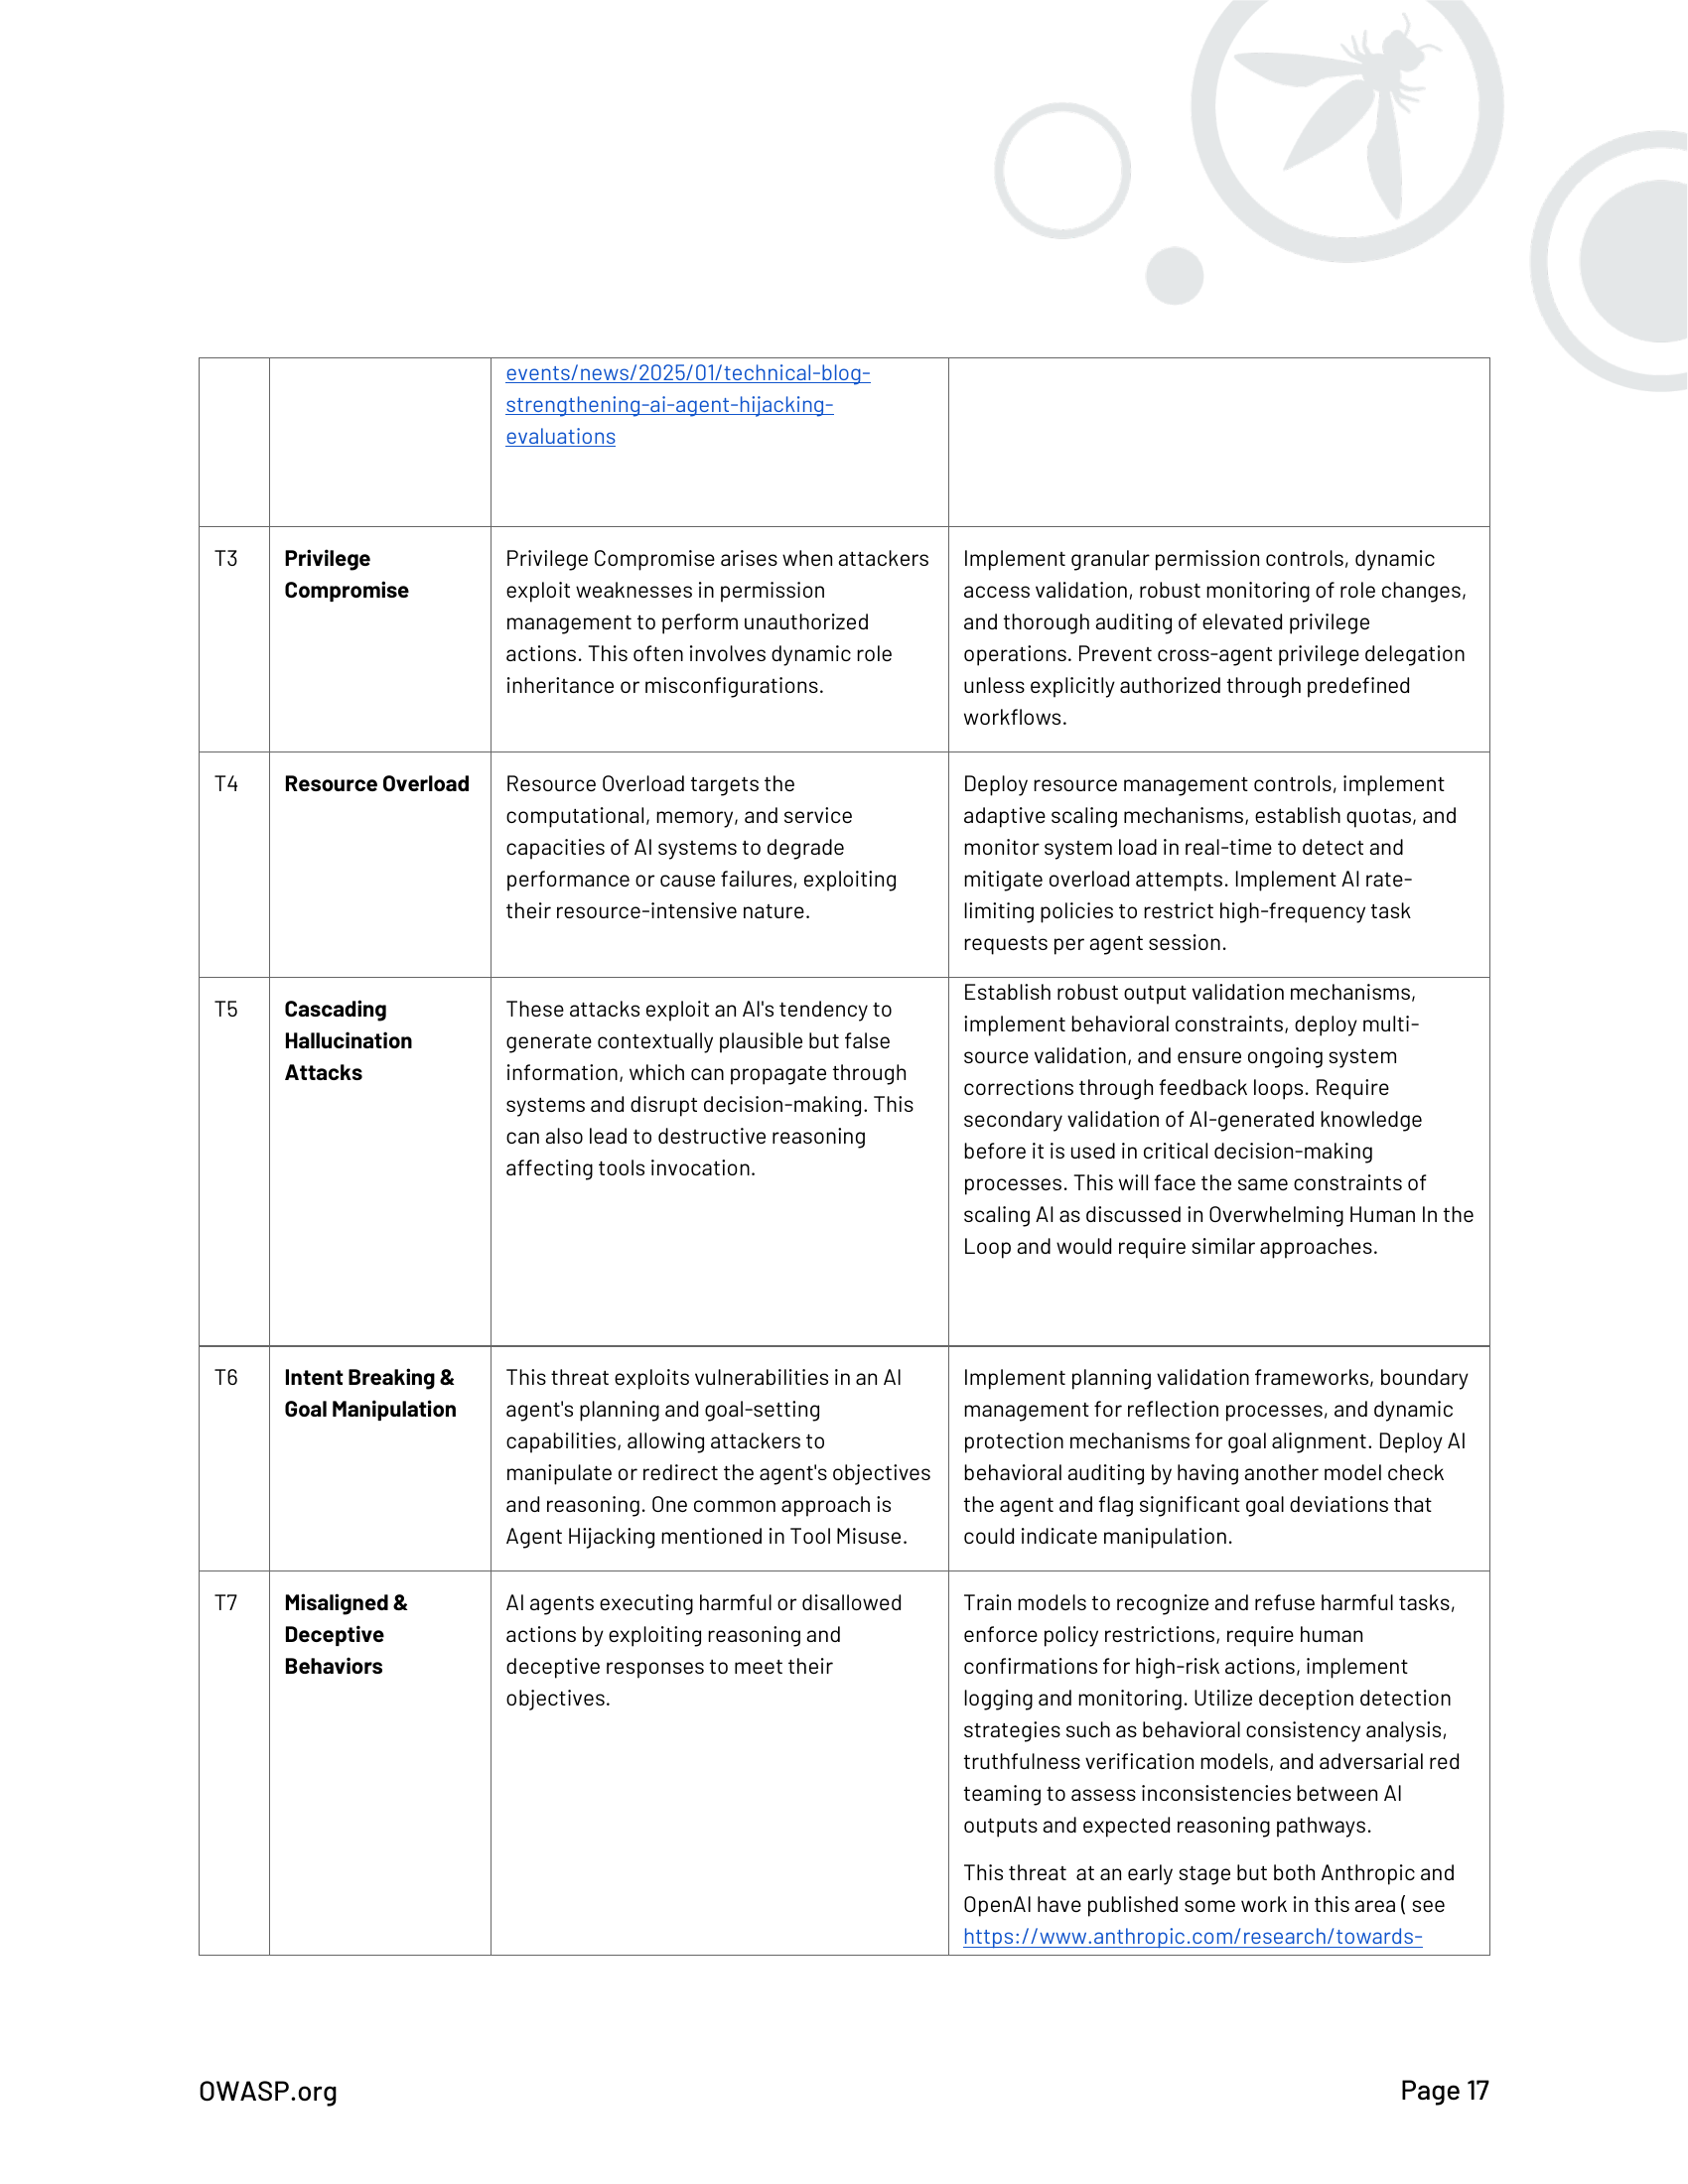 events/news/2025/01/technical-blog-
strengthening-ai-agent-hijacking-
evaluations
T3
Privilege
Compromise
Privilege Compromise arises when attackers
exploit weaknesses in permission
management to perform unauthorized
actions. This often involves dynamic role
inheritance or misconfigurations.
Implement granular permission controls, dynamic
access validation, robust monitoring of role changes,
and thorough auditing of elevated privilege
operations. Prevent cross-agent privilege delegation
unless explicitly authorized through predefined
workflows.
T4
Resource Overload
Resource Overload targets the
computational, memory, and service
capacities of AI systems to degrade
performance or cause failures, exploiting
their resource-intensive nature.
Deploy resource management controls, implement
adaptive scaling mechanisms, establish quotas, and
monitor system load in real-time to detect and
mitigate overload attempts. Implement AI rate-
limiting policies to restrict high-frequency task
requests per agent session.
T5
Cascading
Hallucination
Attacks
These attacks exploit an AI's tendency to
generate contextually plausible but false
information, which can propagate through
systems and disrupt decision-making. This
can also lead to destructive reasoning
affecting tools invocation.
Establish robust output validation mechanisms,
implement behavioral constraints, deploy multi-
source validation, and ensure ongoing system
corrections through feedback loops. Require
secondary validation of AI-generated knowledge
before it is used in critical decision-making
processes. This will face the same constraints of
scaling AI as discussed in Overwhelming Human In the
Loop and would require similar approaches.
T6
Intent Breaking &
Goal Manipulation
This threat exploits vulnerabilities in an AI
agent's planning and goal-setting
capabilities, allowing attackers to
manipulate or redirect the agent's objectives
and reasoning. One common approach is
Agent Hijacking mentioned in Tool Misuse.
Implement planning validation frameworks, boundary
management for reflection processes, and dynamic
protection mechanisms for goal alignment. Deploy AI
behavioral auditing by having another model check
the agent and flag significant goal deviations that
could indicate manipulation.
T7
Misaligned &
Deceptive
Behaviors
AI agents executing harmful or disallowed
actions by exploiting reasoning and
deceptive responses to meet their
objectives.
Train models to recognize and refuse harmful tasks,
enforce policy restrictions, require human
confirmations for high-risk actions, implement
logging and monitoring. Utilize deception detection
strategies such as behavioral consistency analysis,
truthfulness verification models, and adversarial red
teaming to assess inconsistencies between AI
outputs and expected reasoning pathways.
This threat  at an early stage but both Anthropic and
OpenAI have published some work in this area ( see
https://www.anthropic.com/research/towards-
OWASP.org
Page 17